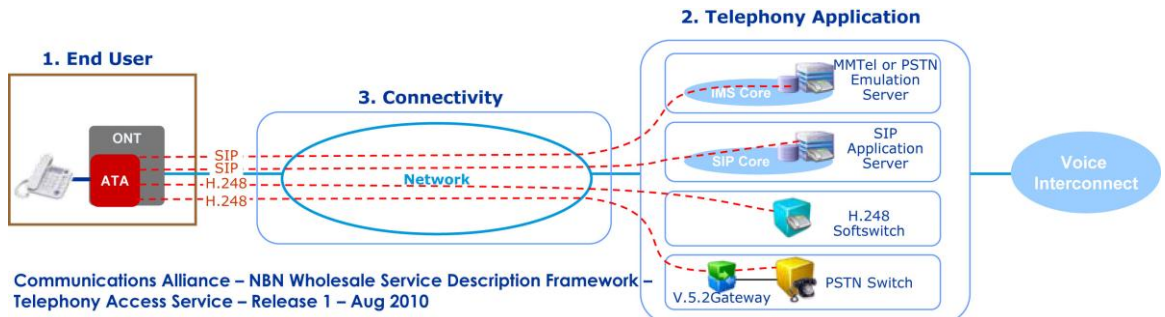 2. Telephony Application
1. End User
3. Connectivity
MMTel or PSTN
Emulation
Server
IMS Core
ONT
ATA
SIP
SIP
H.248
H.248
Network
SIP
Application
Server
SIP Core
Voice
Interconnect
H.248
Softswitch
V.5.2Gateway
PSTN Switch
Communications Alliance – NBN Wholesale Service Description Framework –
Telephony Access Service – Release 1 – Aug 2010